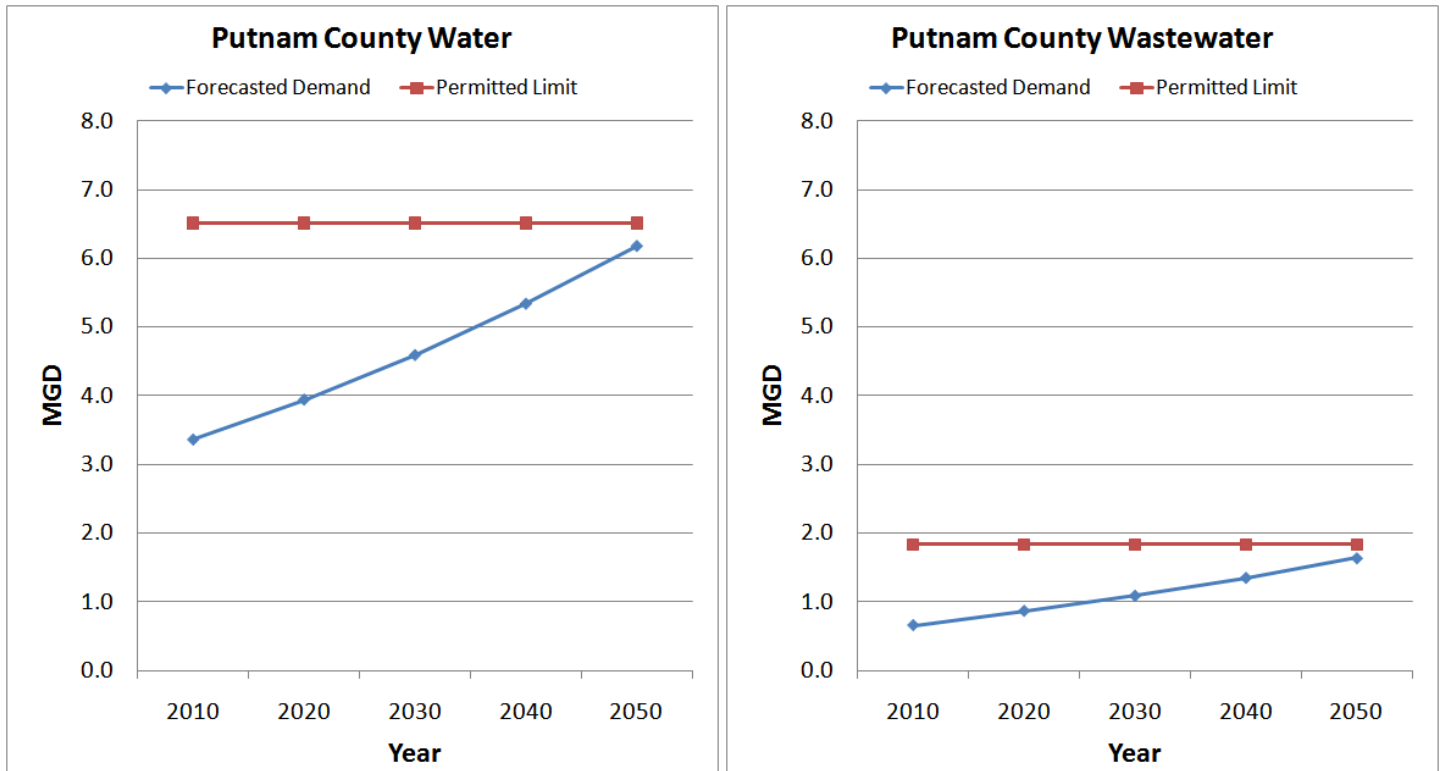 Putnam County Water
Forecasted Demand Permitted Limit
8.0
7.0
6.0
5.0
4.0
3.0
2.0
1.0
0.0
MGD
2010 2020 2030 2040 2050
Year
Putnam County Wastewater
Forecasted Demand Permitted Limit
8.0
7.0
6.0
5.0
4.0
3.0
2.0
1.0
0.0
MGD
2010 2020 2030 2040 2050
Year